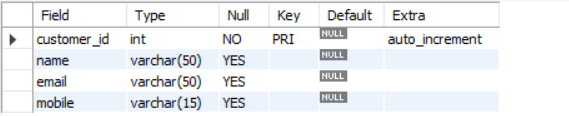 Field Type Null Key Default Extra
customer_id int NO PRI NULL auto_increment
name varchar(50) YES NULL
email varchar(50) YES NULL
mobile varchar(15) YES NULL